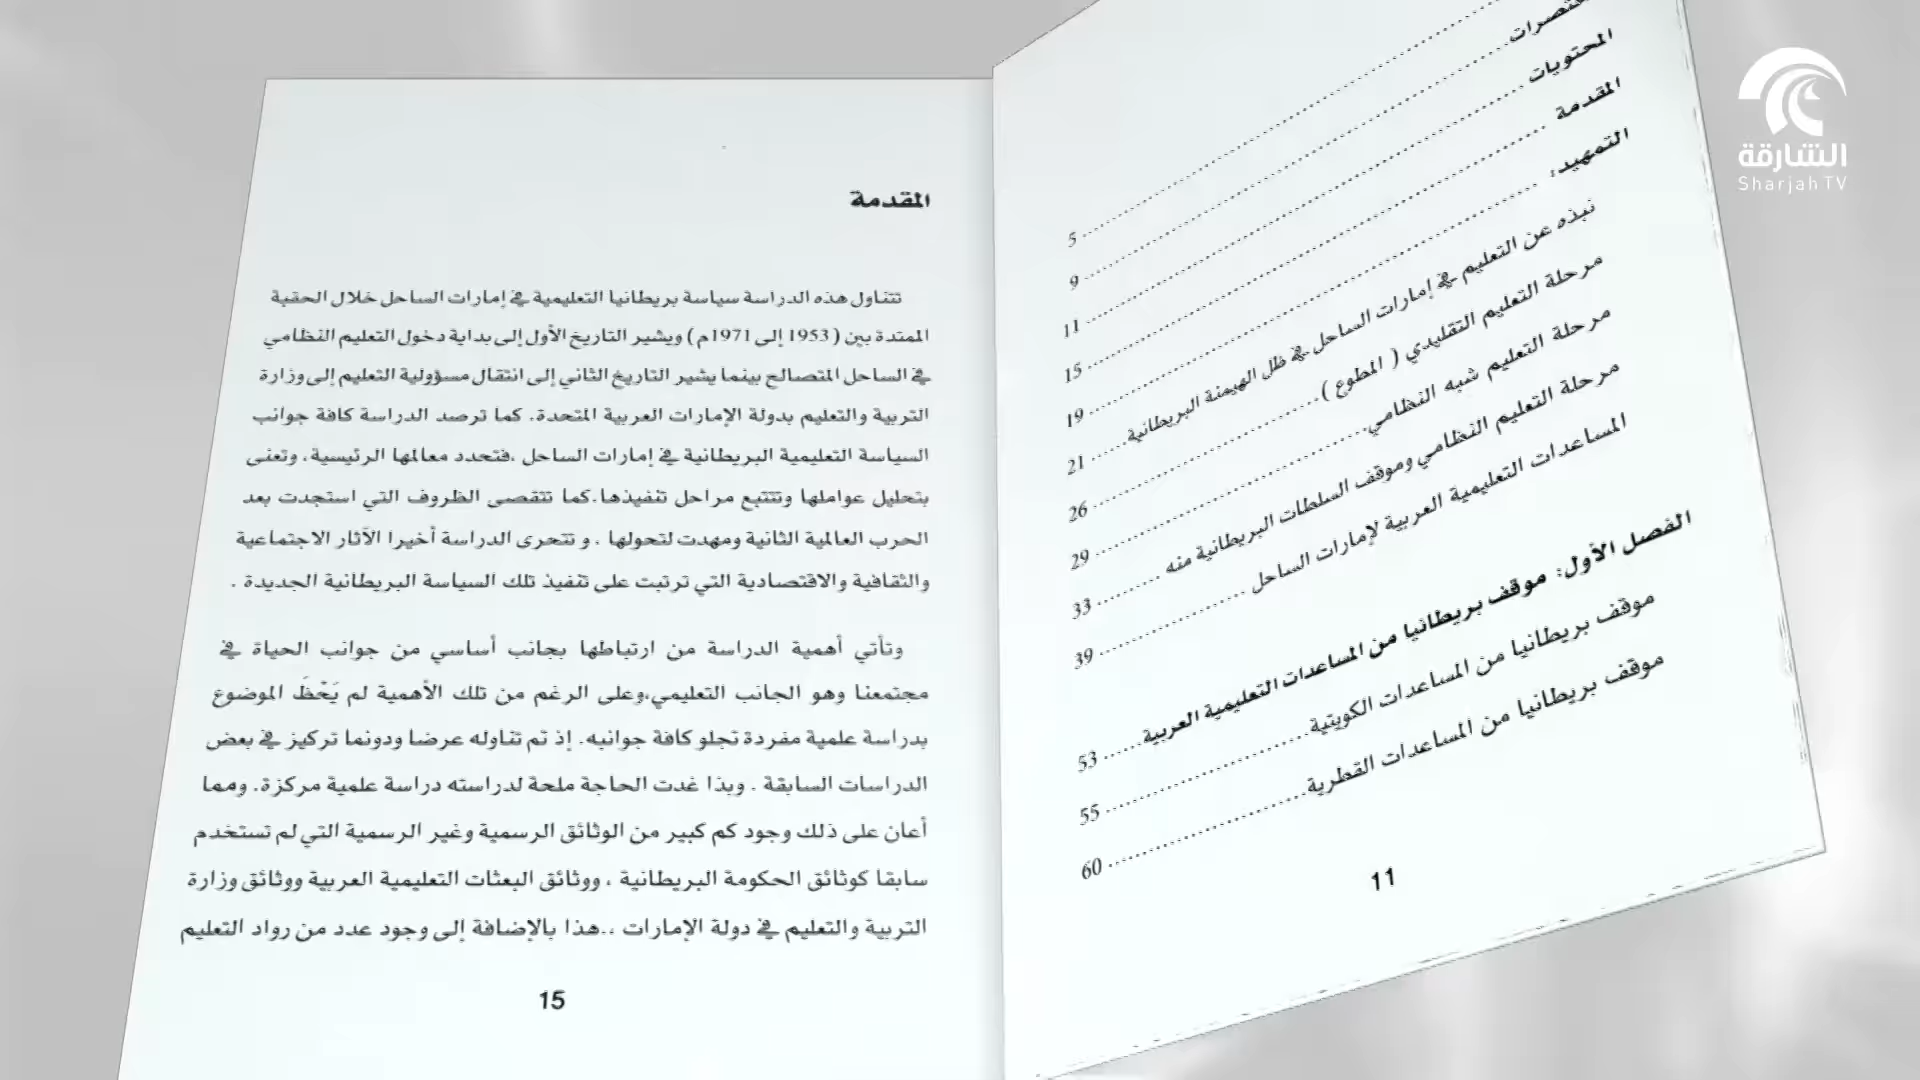 المختصرات
المحتويات
المقدمة
التمهيد:
نبذه عن التعليم في إمارات الساحل في ظل الهيمنة البريطانية
مرحلة التعليم التقليدي ( المطوع )
مرحلة التعليم شبه النظامي
مرحلة التعليم النظامي وموقف السلطات البريطانية منه
المساعدات التعليمية العربية لإمارات الساحل
الفصل الأول: موقف بريطانيا من المساعدات التعليمية العربية
موقف بريطانيا من المساعدات الكويتية
موقف بريطانيا من المساعدات القطرية
5
9
11
15
19
21
26
29
33
39
53
55
60
11
المقدمة
تتناول هذه الدراسة سياسة بريطانيا التعليمية في إمارات الساحل خلال الحقبة
الممتدة بين ( 1953 إلى 1971م ) ويشير التاريخ الأول إلى بداية دخول التعليم النظامي
في الساحل المتصالح بينما يشير التاريخ الثاني إلى انتقال مسؤولية التعليم إلى وزارة
التربية والتعليم بدولة الإمارات العربية المتحدة. كما ترصد الدراسة كافة جوانب
السياسة التعليمية البريطانية في إمارات الساحل ،فتحدد معالمها الرئيسية، وتعنى
بتحليل عواملها وتتتبع مراحل تنفيذها.كما تتقصى الظروف التي استجدت بعد
الحرب العالمية الثانية ومهدت لتحولها . و تتحرى الدراسة أخيرا الآثار الاجتماعية
والثقافية والاقتصادية التي ترتبت على تنفيذ تلك السياسة البريطانية الجديدة .
وتأتي أهمية الدراسة من ارتباطها بجانب أساسي من جوانب الحياة في
مجتمعنا وهو الجانب التعليمي،وعلى الرغم من تلك الأهمية لم يَحْظَ الموضوع
بدراسة علمية مفردة تجلو كافة جوانبه. إذ تم تناوله عرضا ودونما تركيز في بعض
الدراسات السابقة . وبذا غدت الحاجة ملحة لدراسته دراسة علمية مركزة. ومما
أعان على ذلك وجود كم كبير من الوثائق الرسمية وغير الرسمية التي لم تستخدم
سابقا كوثائق الحكومة البريطانية ، ووثائق البعثات التعليمية العربية ووثائق وزارة
التربية والتعليم في دولة الإمارات ،.هذا بالإضافة إلى وجود عدد من رواد التعليم
15
الشارقة
Sharjah TV